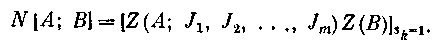 N [A; B] = [Z (A; J₁, J₂, . . ., Jₘ) Z (B)]ₛₖ₌₁.